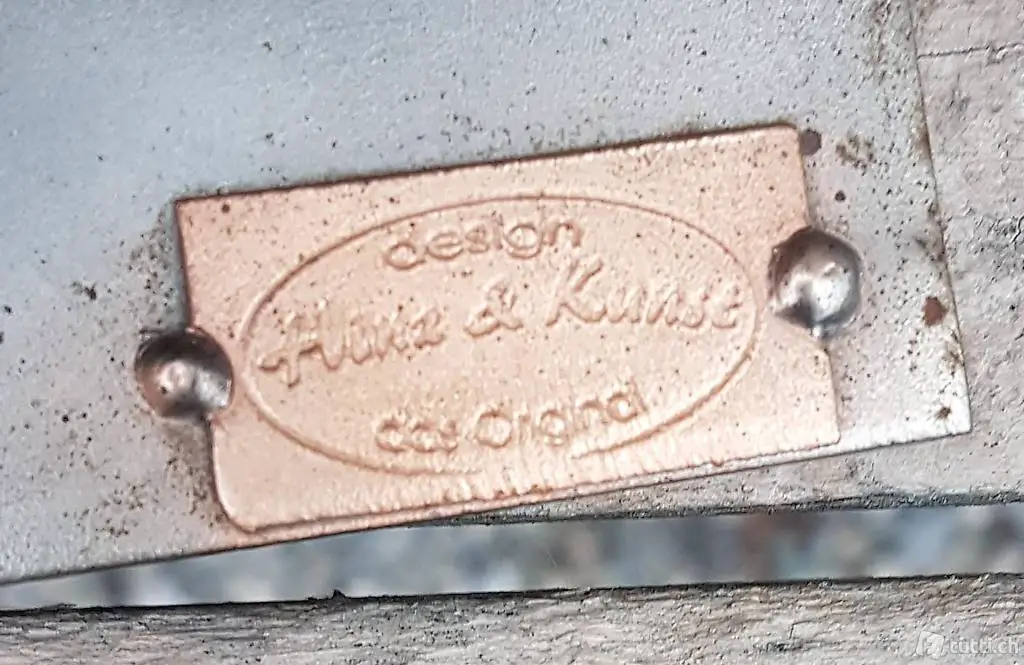 design
Hinz & Kunst
das Original
tutti.ch